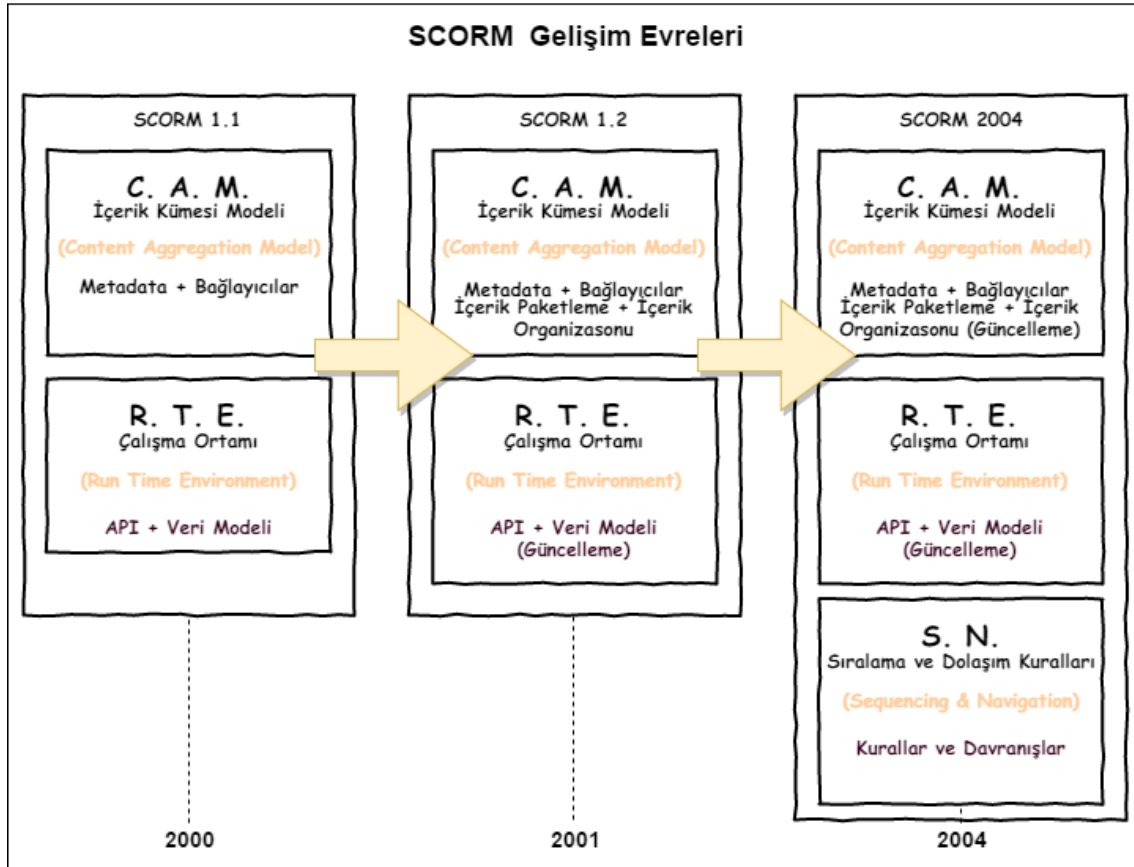 SCORM Gelişim Evreleri
SCORM 1.1
C. A. M.
İçerik Kümesi Modeli
(Content Aggregation Model)
Metadata + Bağlayıcılar
R. T. E.
Çalışma Ortamı
(Run Time Environment)
API + Veri Modeli
2000
SCORM 1.2
C. A. M.
İçerik Kümesi Modeli
(Content Aggregation Model)
Metadata + Bağlayıcılar
İçerik Paketleme + İçerik
Organizasonu
R. T. E.
Çalışma Ortamı
(Run Time Environment)
API + Veri Modeli
(Güncelleme)
2001
SCORM 2004
C. A. M.
İçerik Kümesi Modeli
(Content Aggregation Model)
Metadata + Bağlayıcılar
İçerik Paketleme + İçerik
Organizasonu (Güncelleme)
R. T. E.
Çalışma Ortamı
(Run Time Environment)
API + Veri Modeli
(Güncelleme)
S. N.
Sıralama ve Dolaşım Kuralları
(Sequencing & Navigation)
Kurallar ve Davranışlar
2004